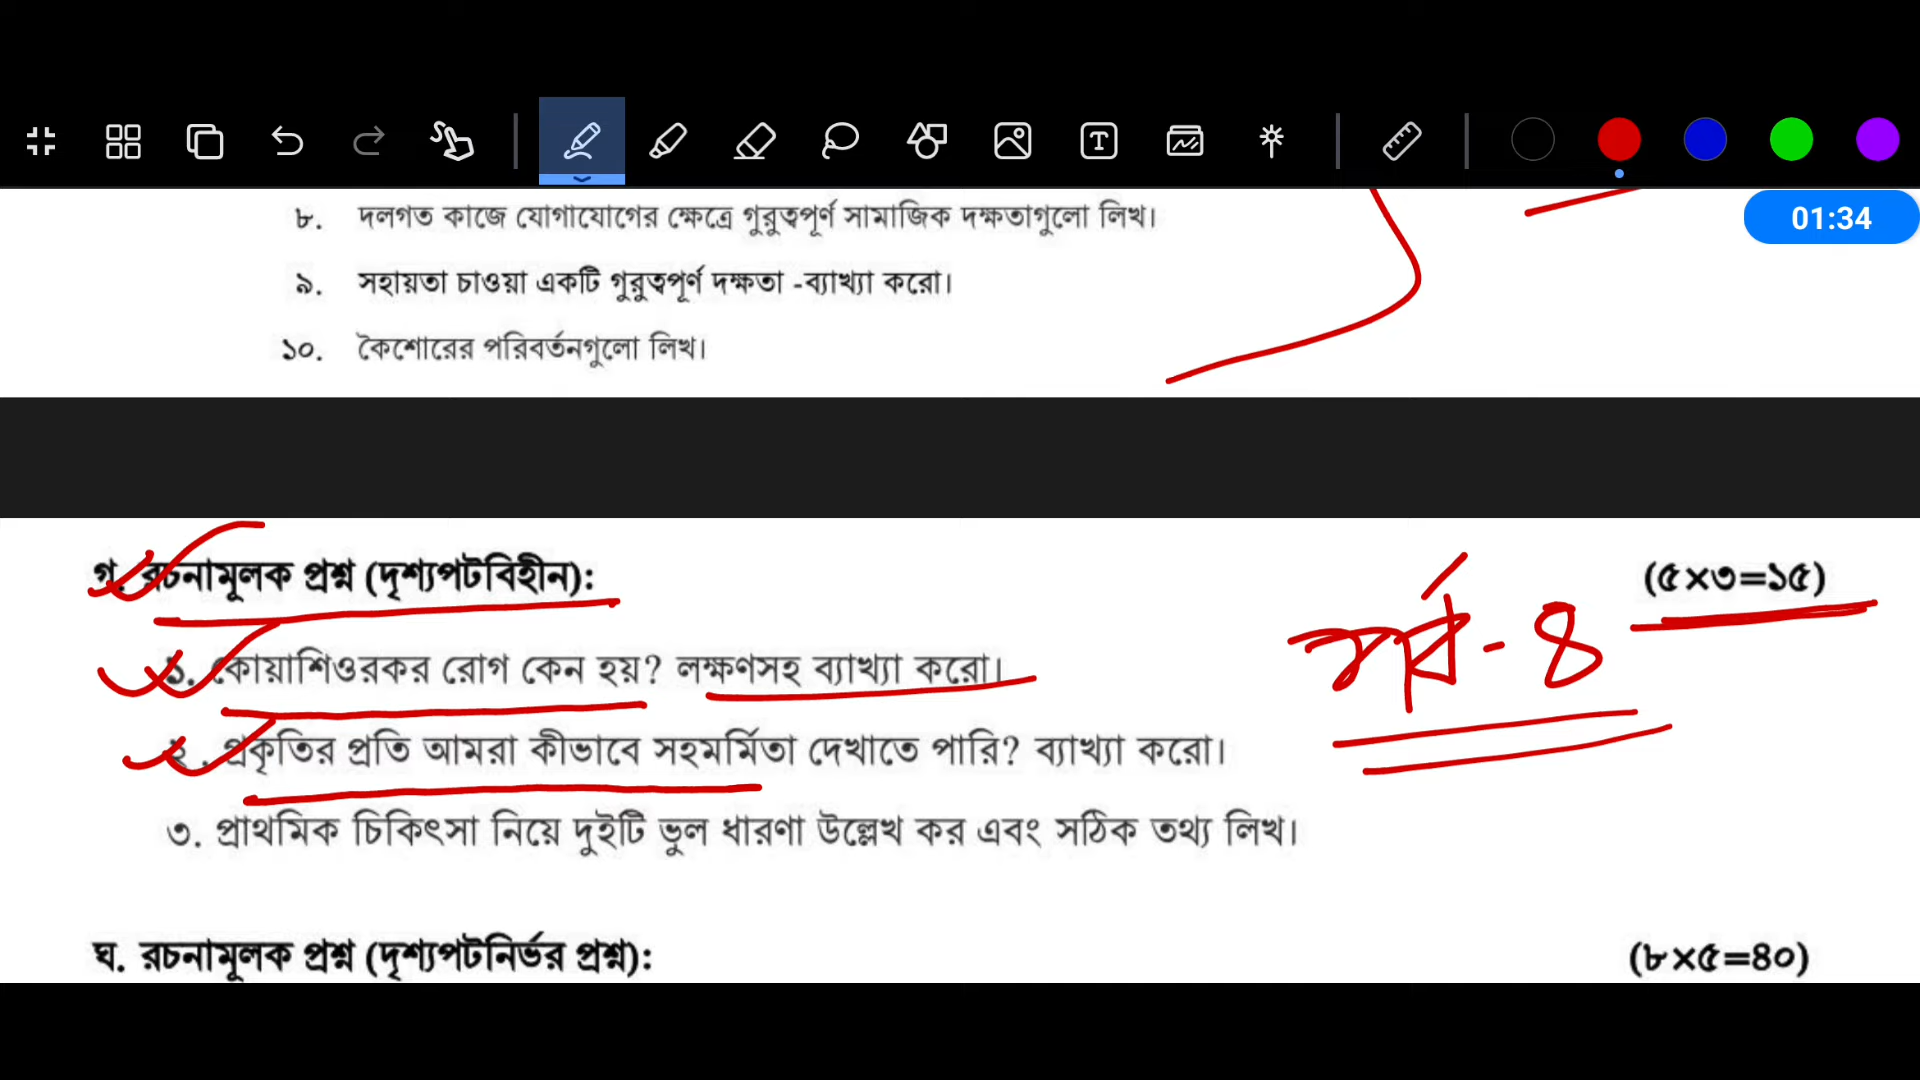 01:34
৮. দলগত কাজে যোগাযোগের ক্ষেত্রে গুরুত্বপূর্ণ সামাজিক দক্ষতাগুলো লিখ।
৯. সহায়তা চাওয়া একটি গুরুত্বপূর্ণ দক্ষতা -ব্যাখ্যা করো।
১০. কৈশোরের পরিবর্তনগুলো লিখ।
গ. রচনামূলক প্রশ্ন (দৃশ্যপটবিহীন): (৫×৩=১৫)
১. কোয়াশিওরকর রোগ কেন হয়? লক্ষণসহ ব্যাখ্যা করো।
- ৪
২. প্রকৃতির প্রতি আমরা কীভাবে সহমর্মিতা দেখাতে পারি? ব্যাখ্যা করো।
৩. প্রাথমিক চিকিৎসা নিয়ে দুইটি ভুল ধারণা উল্লেখ কর এবং সঠিক তথ্য লিখ।
ঘ. রচনামূলক প্রশ্ন (দৃশ্যপটনির্ভর প্রশ্ন): (৮×৫=৪০)